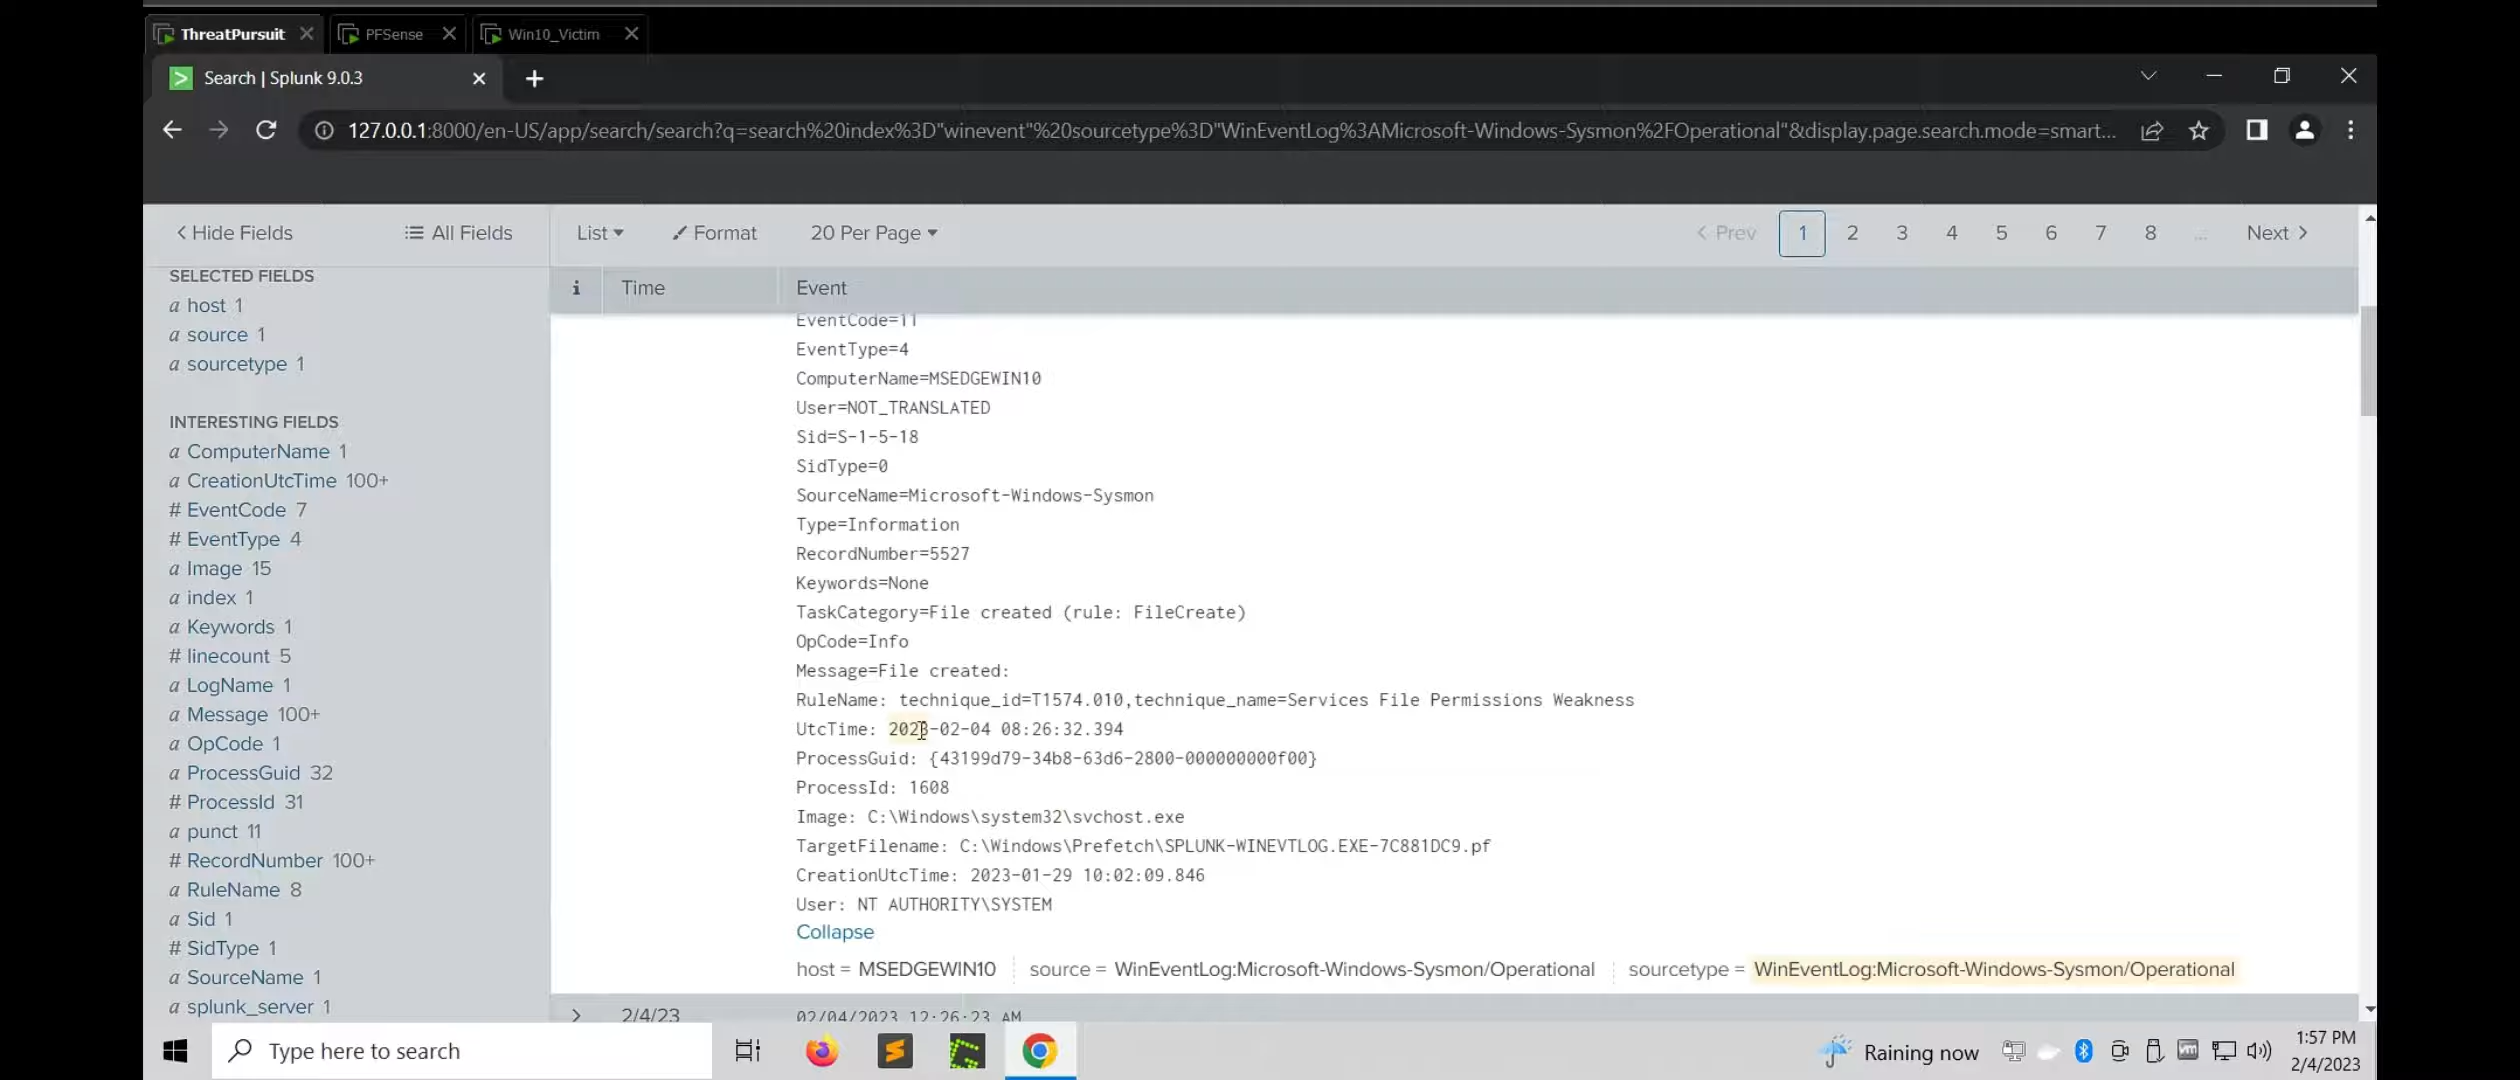 ThreatPursuit
PFSense
Win10_Victim
Search | Splunk 9.0.3
127.0.0.1:8000/en-US/app/search/search?q=search%20index%3D"winevent"%20sourcetype%3D"WinEventLog%3AMicrosoft-Windows-Sysmon%2FOperational"&display.page.search.mode=smart...
Hide Fields
All Fields
List
Format
20 Per Page
< Prev 1 2 3 4 5 6 7 8 ... Next >
i Time Event
SELECTED FIELDS
a host 1
a source 1
a sourcetype 1
INTERESTING FIELDS
a ComputerName 1
a CreationUtcTime 100+
# EventCode 7
# EventType 4
a Image 15
a index 1
a Keywords 1
# linecount 5
a LogName 1
a Message 100+
a OpCode 1
a ProcessGuid 32
# ProcessId 31
a punct 11
# RecordNumber 100+
a RuleName 8
a Sid 1
# SidType 1
a SourceName 1
a splunk_server 1
EventCode=11
EventType=4
ComputerName=MSEDGEWIN10
User=NOT_TRANSLATED
Sid=S-1-5-18
SidType=0
SourceName=Microsoft-Windows-Sysmon
Type=Information
RecordNumber=5527
Keywords=None
TaskCategory=File created (rule: FileCreate)
OpCode=Info
Message=File created:
RuleName: technique_id=T1574.010,technique_name=Services File Permissions Weakness
UtcTime: 2023-02-04 08:26:32.394
ProcessGuid: {43199d79-34b8-63d6-2800-000000000f00}
ProcessId: 1608
Image: C:\Windows\system32\svchost.exe
TargetFilename: C:\Windows\Prefetch\SPLUNK-WINEVTLOG.EXE-7C881DC9.pf
CreationUtcTime: 2023-01-29 10:02:09.846
User: NT AUTHORITY\SYSTEM
Collapse
host = MSEDGEWIN10 source = WinEventLog:Microsoft-Windows-Sysmon/Operational sourcetype = WinEventLog:Microsoft-Windows-Sysmon/Operational
> 2/4/23 02/04/2023 12:26:23 AM
Type here to search
Raining now
1:57 PM
2/4/2023